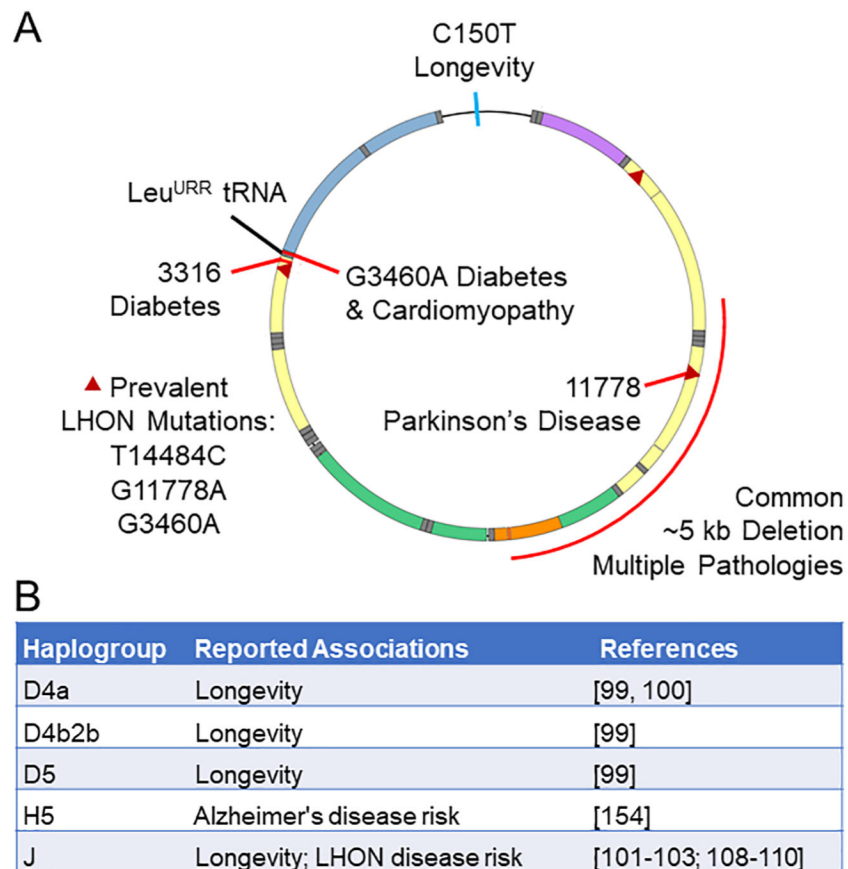 A
C150T
Longevity
Leu^URR tRNA
3316
Diabetes
G3460A Diabetes
& Cardiomyopathy
▲ Prevalent
LHON Mutations:
T14484C
G11778A
G3460A
11778
Parkinson's Disease
Common
~5 kb Deletion
Multiple Pathologies
B
Haplogroup Reported Associations References
D4a Longevity [99, 100]
D4b2b Longevity [99]
D5 Longevity [99]
H5 Alzheimer's disease risk [154]
J Longevity; LHON disease risk [101-103; 108-110]